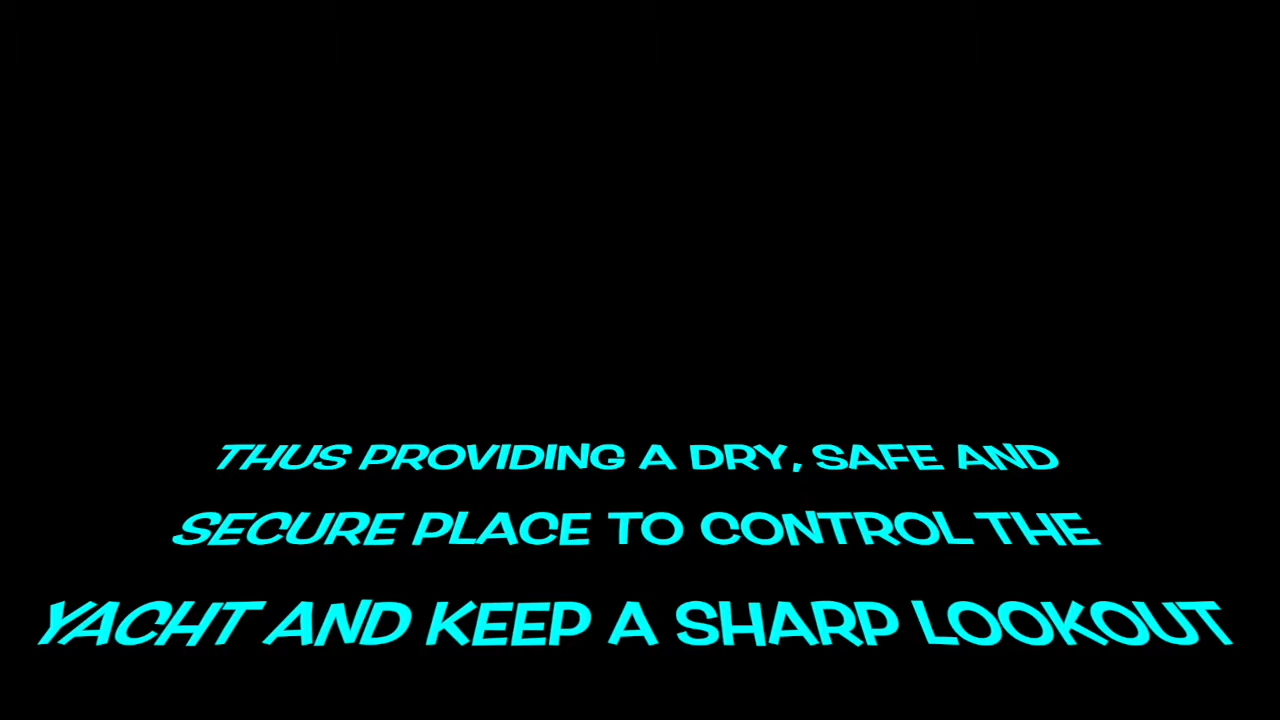 THUS PROVIDING A DRY, SAFE AND
SECURE PLACE TO CONTROL THE
YACHT AND KEEP A SHARP LOOKOUT